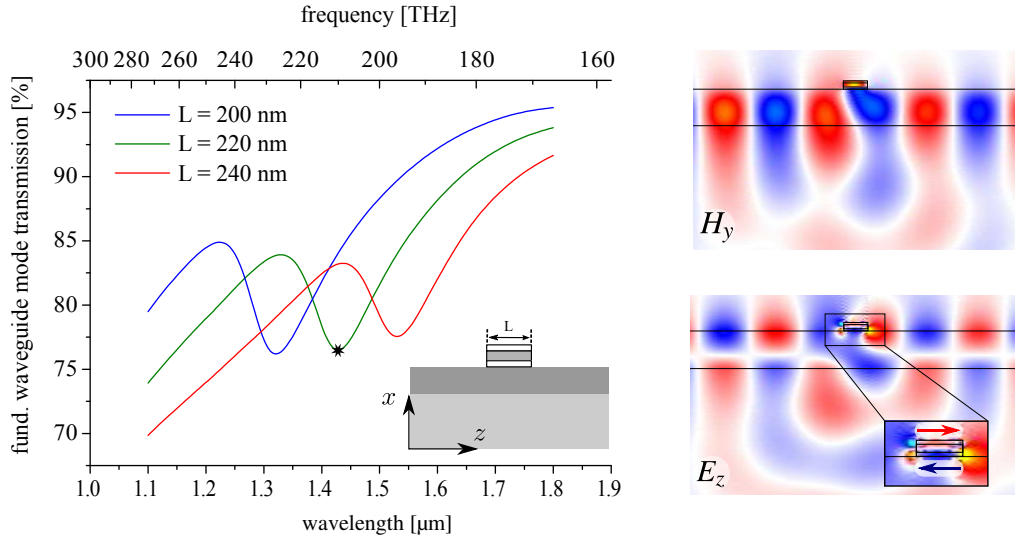 frequency [THz]
300 280 260 240 220 200 180 160
fund. waveguide mode transmission [%]
95
90
85
80
75
70
L = 200 nm
L = 220 nm
L = 240 nm
L
x
z
1.0 1.1 1.2 1.3 1.4 1.5 1.6 1.7 1.8 1.9
wavelength [µm]
H_y
E_z